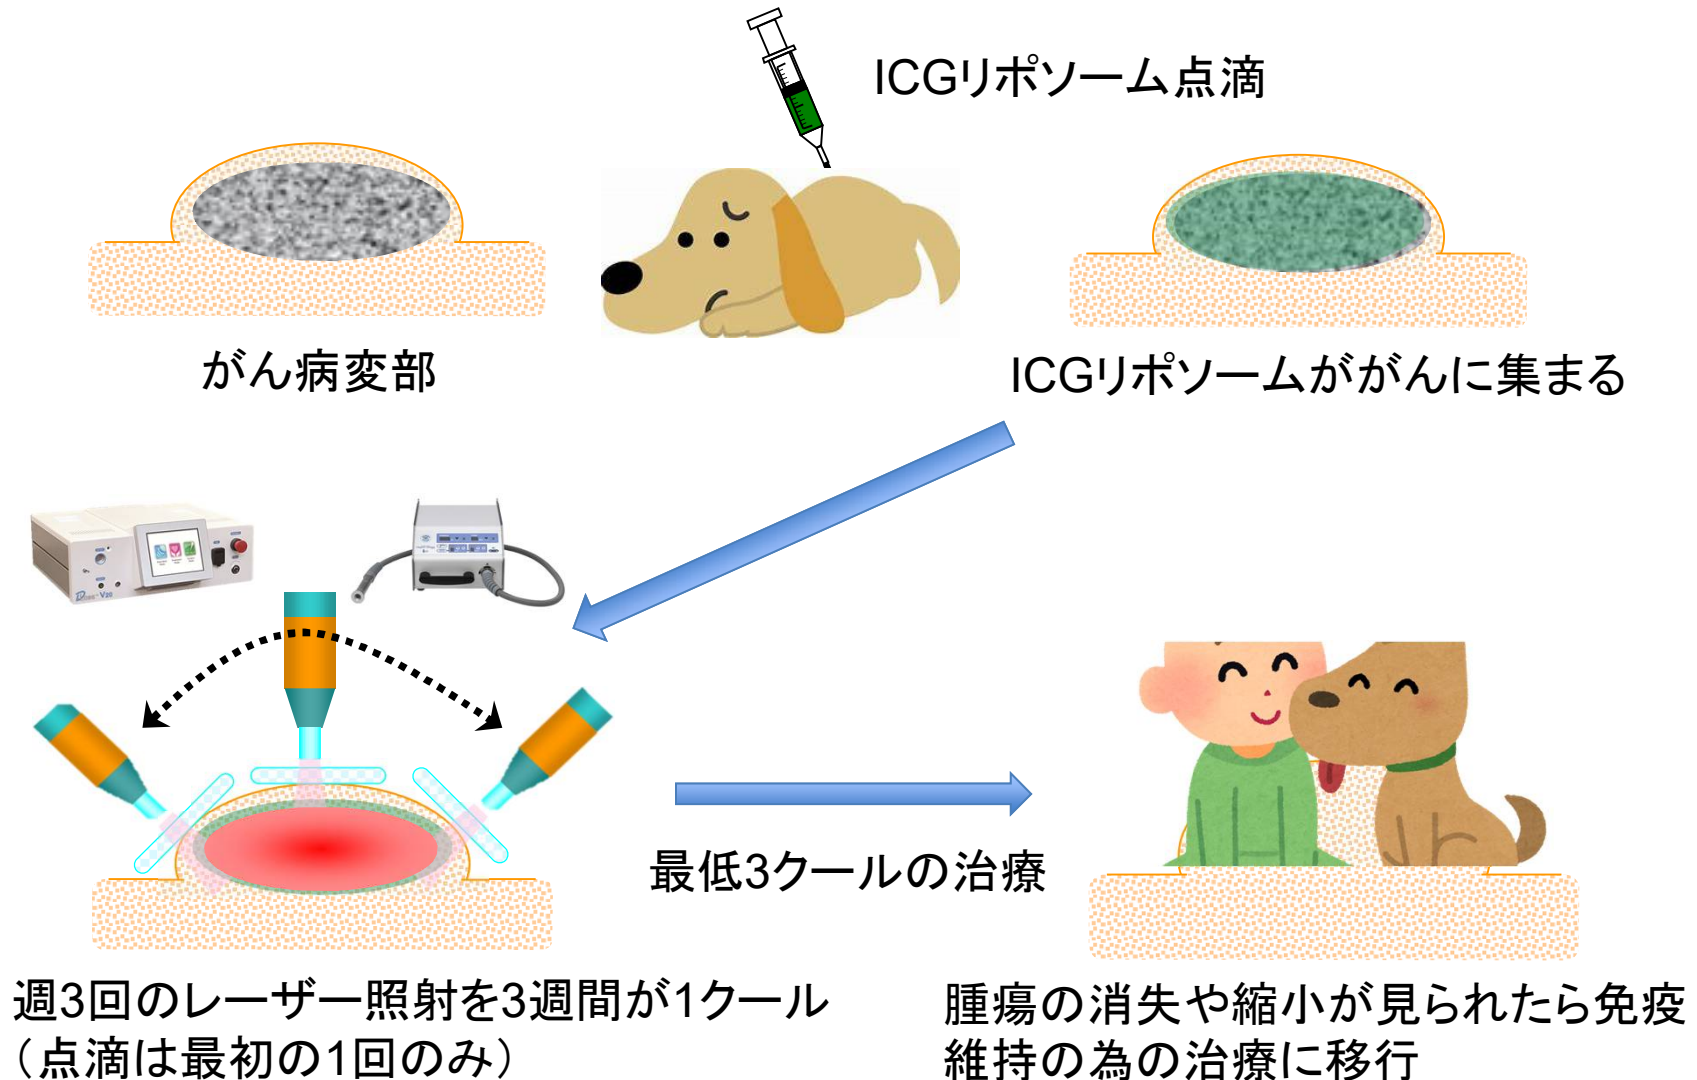 ICGリポソーム点滴
がん病変部
ICGリポソームががんに集まる
V20
最低3クールの治療
週3回のレーザー照射を3週間が1クール
（点滴は最初の1回のみ）
腫瘍の消失や縮小が見られたら免疫
維持の為の治療に移行